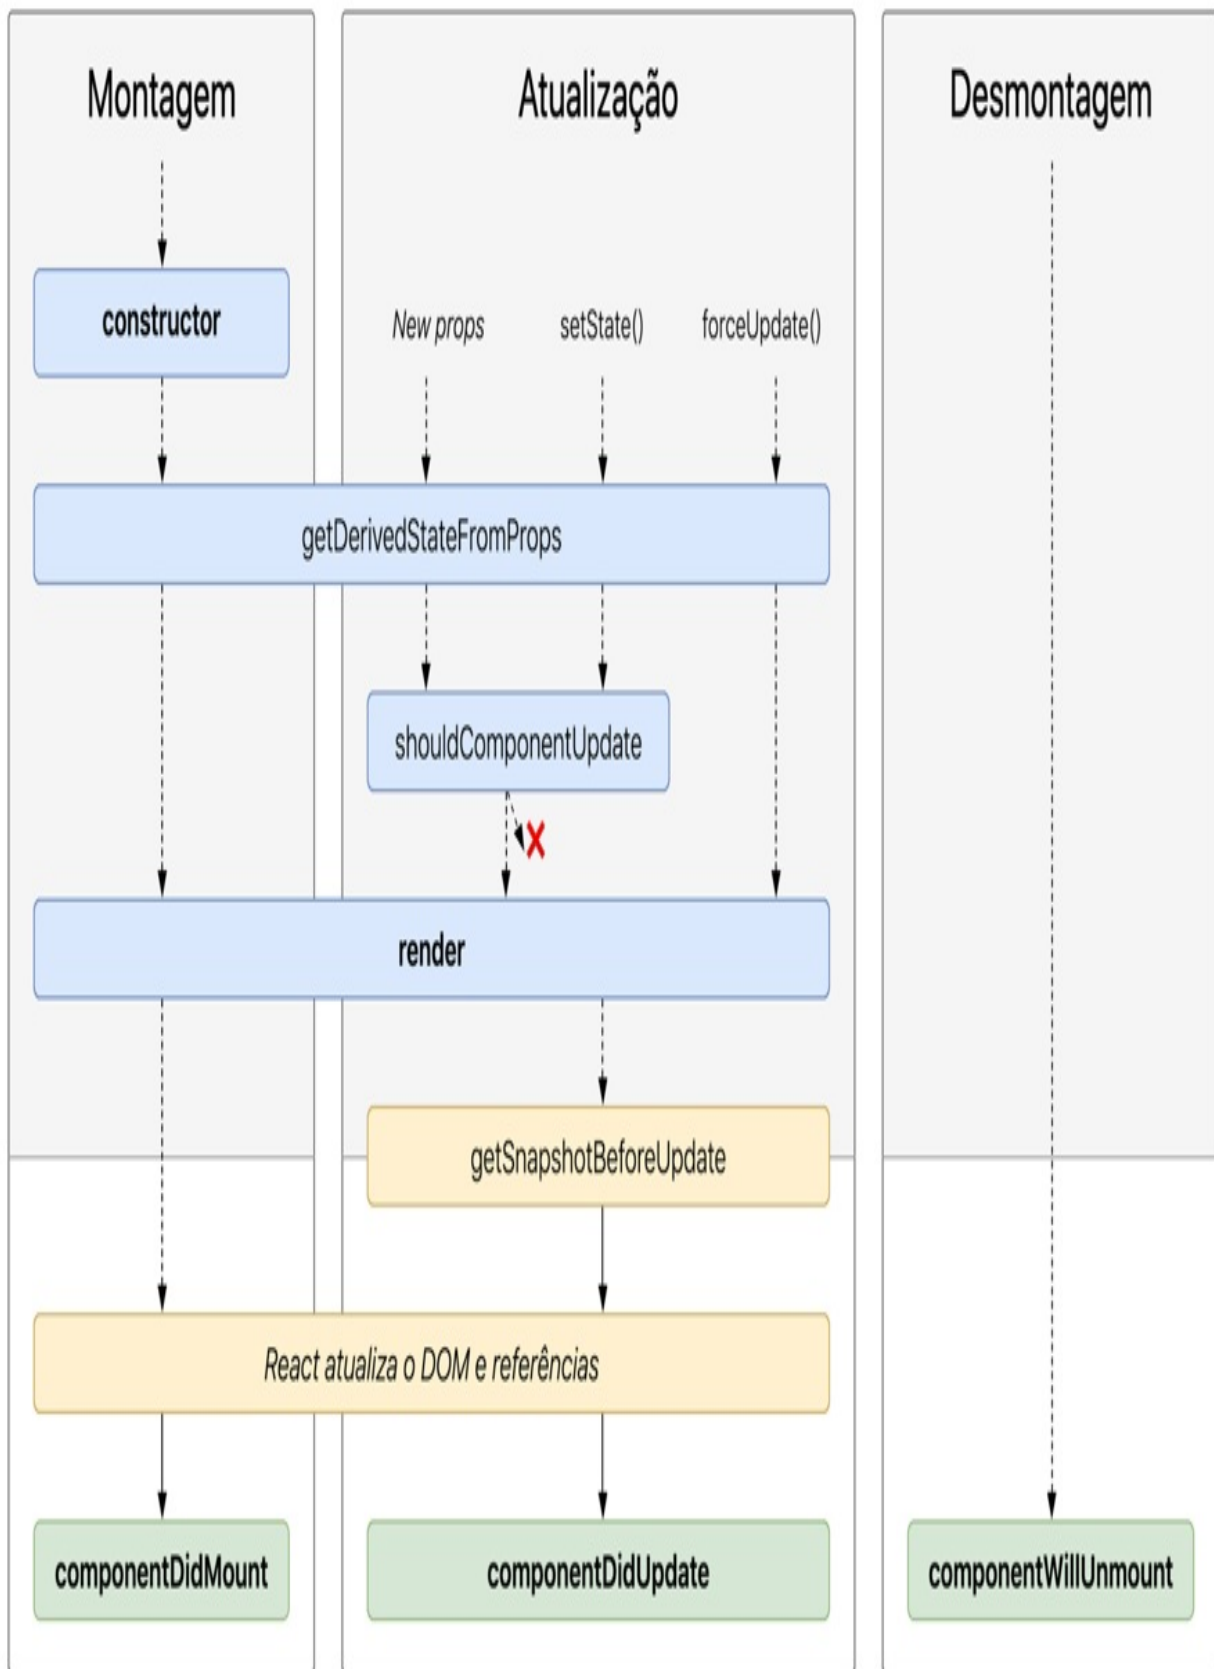 Montagem
Atualização
Desmontagem
constructor
New props
setState()
forceUpdate()
getDerivedStateFromProps
shouldComponentUpdate
render
getSnapshotBeforeUpdate
React atualiza o DOM e referências
componentDidMount
componentDidUpdate
componentWillUnmount